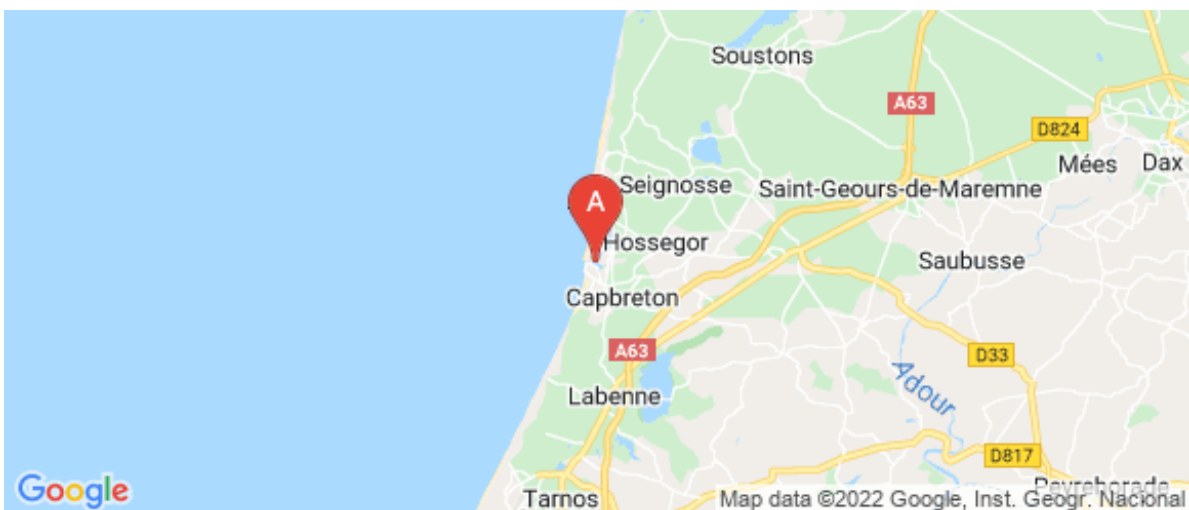 Soustons
A63
D824
Mées
Dax
Seignosse
Saint-Geours-de-Maremne
A
Hossegor
Saubusse
Capbreton
A63
D33
Adour
Labenne
D817
Peyrehorade
Google
Tarnos
Map data ©2022 Google, Inst. Geogr. Nacional